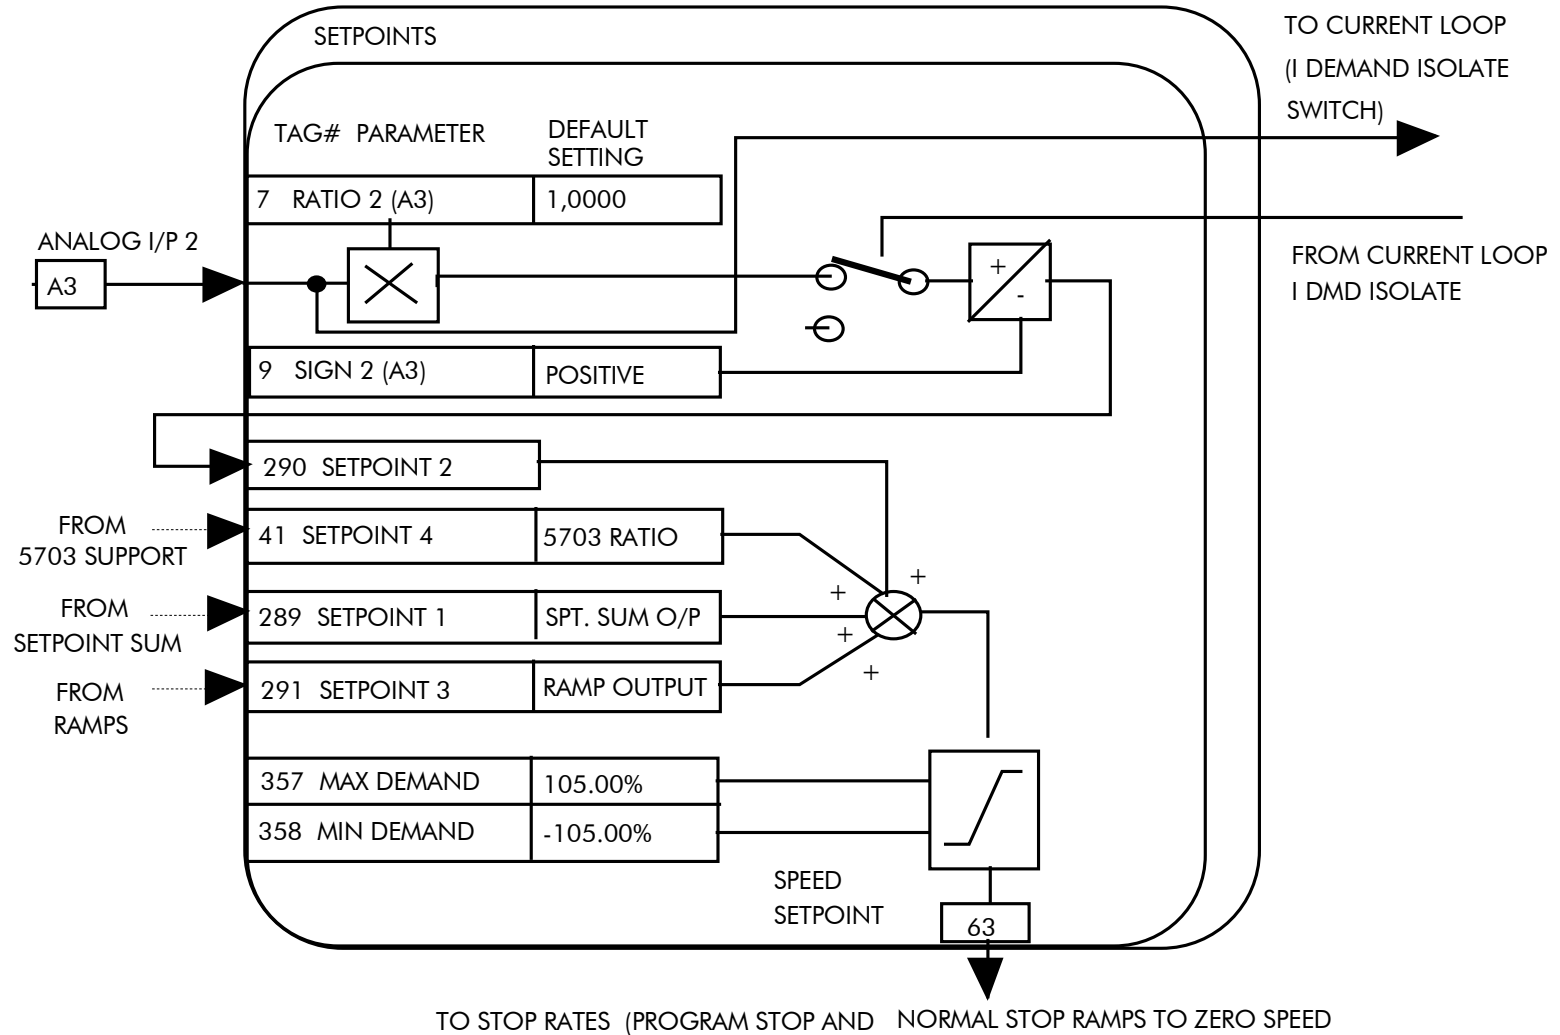 SETPOINTS
TO CURRENT LOOP
(I DEMAND ISOLATE
SWITCH)
TAG# PARAMETER
DEFAULT
SETTING
7 RATIO 2 (A3) 1,0000
ANALOG I/P 2
A3
FROM CURRENT LOOP
I DMD ISOLATE
+
-
9 SIGN 2 (A3) POSITIVE
290 SETPOINT 2
FROM
5703 SUPPORT
41 SETPOINT 4 5703 RATIO
+
+
FROM
SETPOINT SUM
289 SETPOINT 1 SPT. SUM O/P
+
+
FROM
RAMPS
291 SETPOINT 3 RAMP OUTPUT
357 MAX DEMAND 105.00%
358 MIN DEMAND -105.00%
SPEED
SETPOINT
63
TO STOP RATES (PROGRAM STOP AND NORMAL STOP RAMPS TO ZERO SPEED